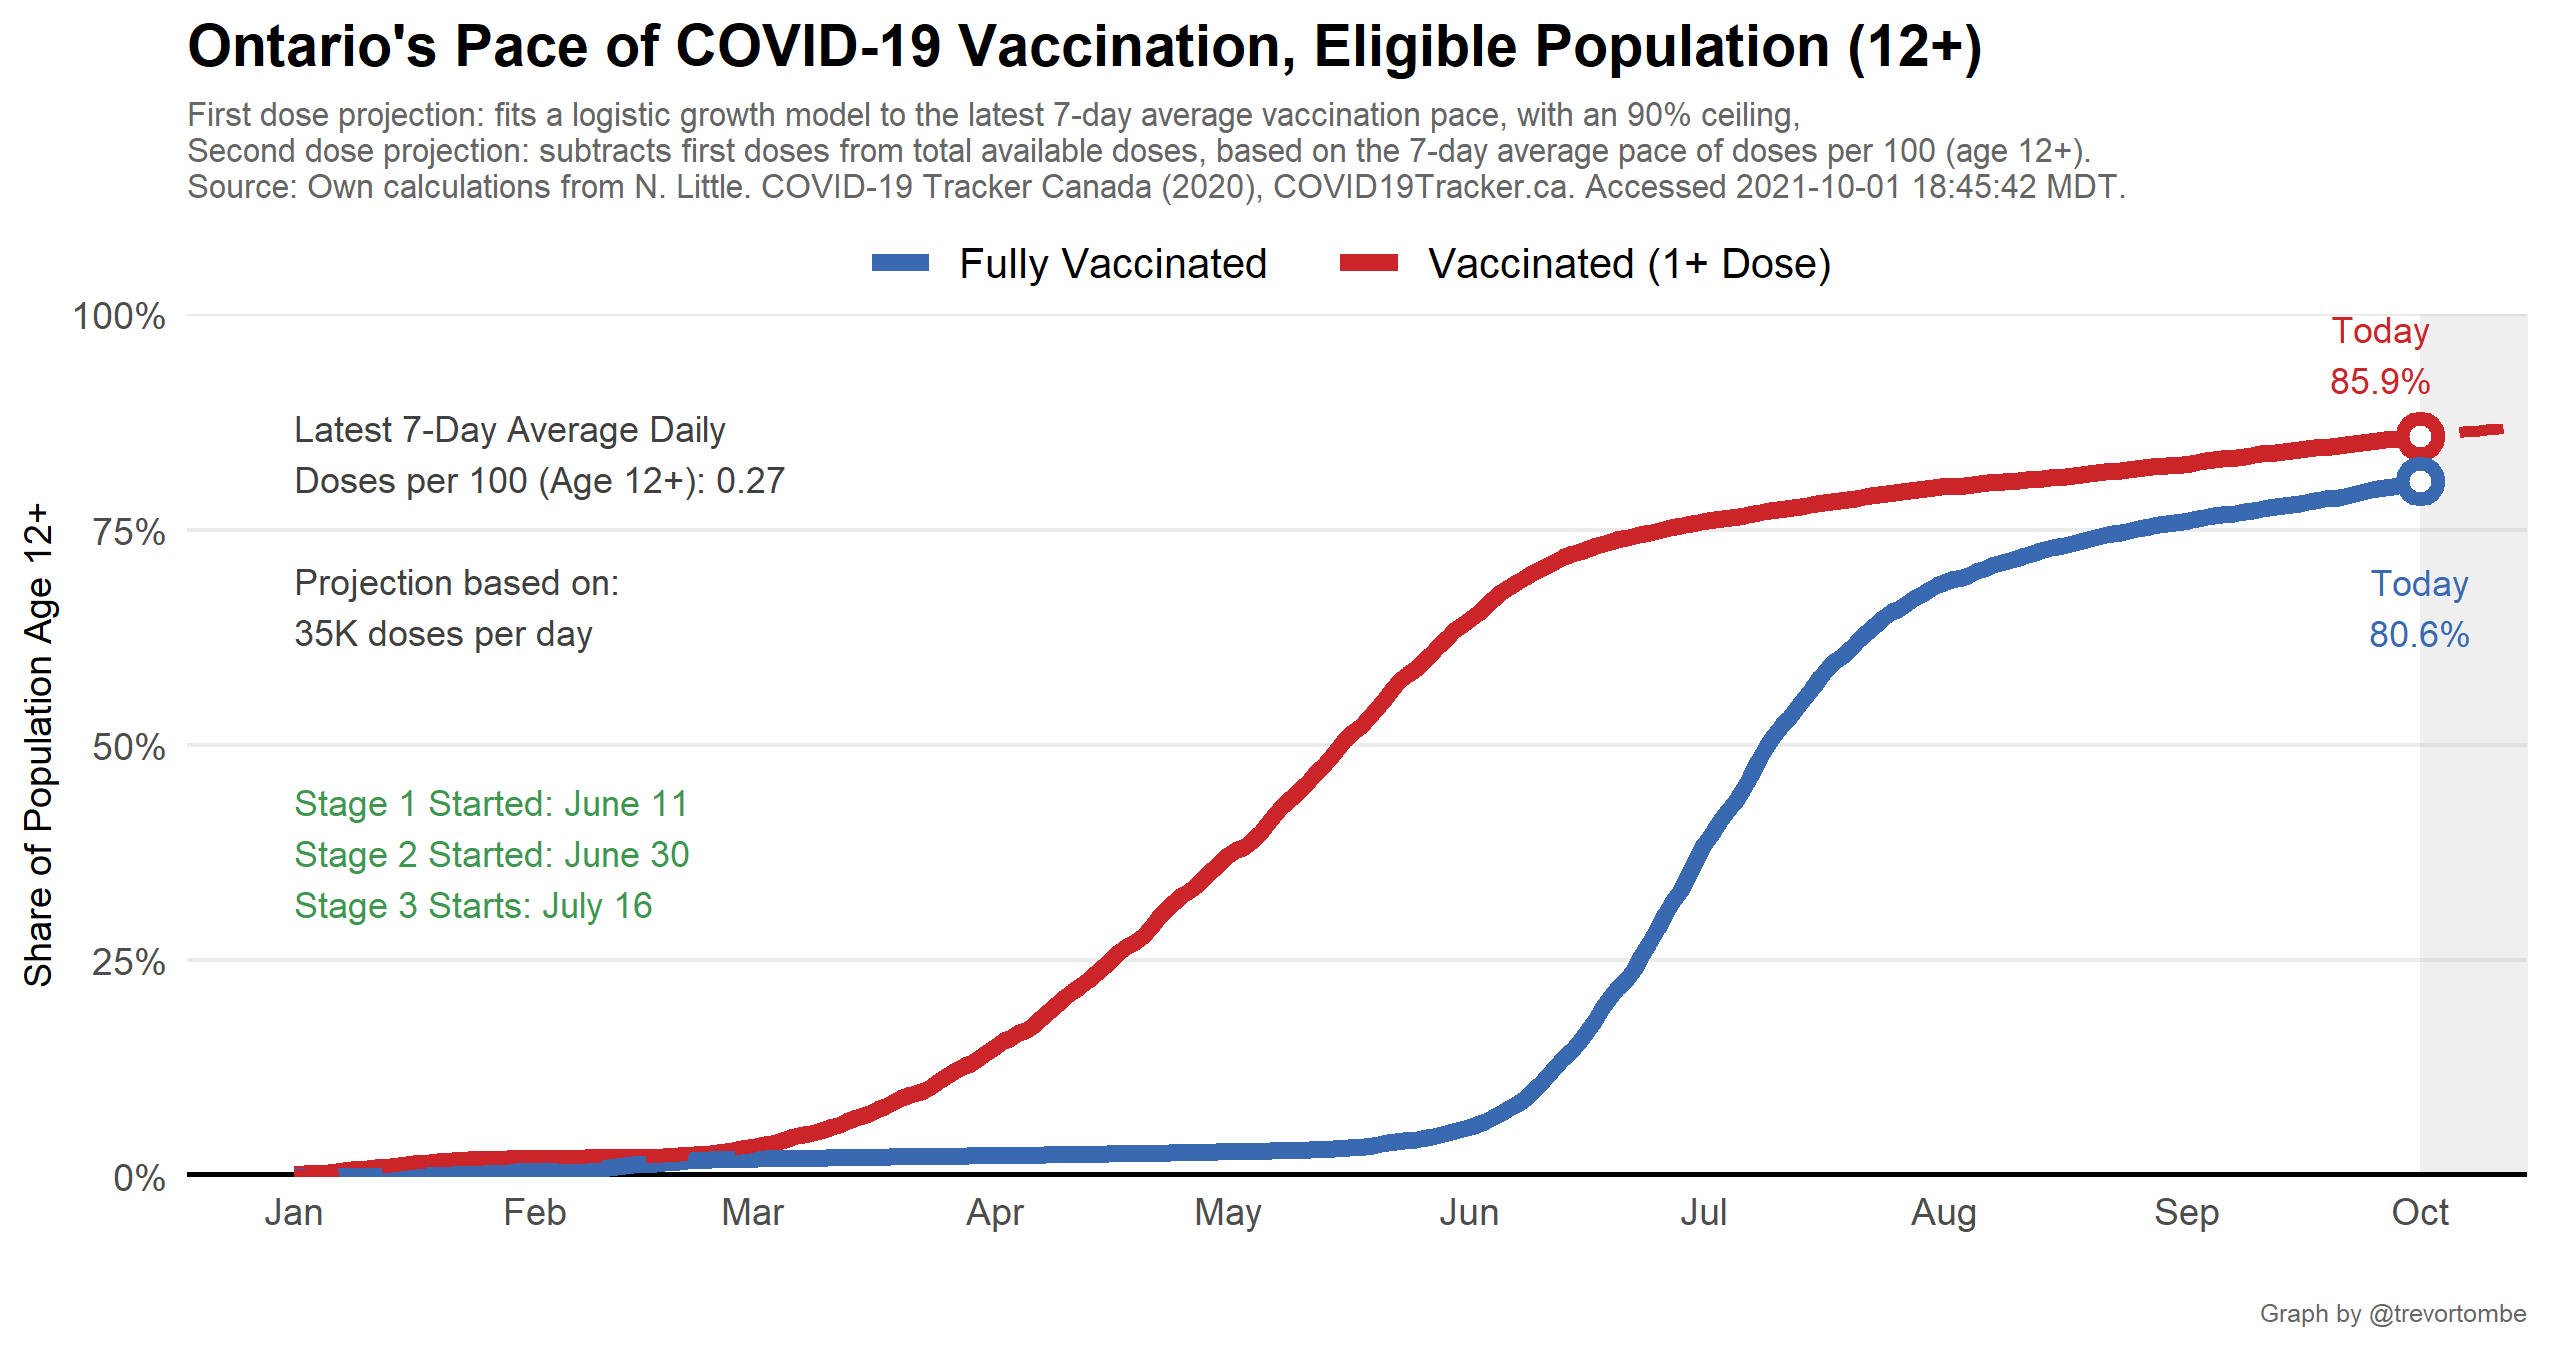 Ontario's Pace of COVID-19 Vaccination, Eligible Population (12+)
First dose projection: fits a logistic growth model to the latest 7-day average vaccination pace, with an 90% ceiling,
Second dose projection: subtracts first doses from total available doses, based on the 7-day average pace of doses per 100 (age 12+).
Source: Own calculations from N. Little. COVID-19 Tracker Canada (2020), COVID19Tracker.ca. Accessed 2021-10-01 18:45:42 MDT.
Fully Vaccinated
Vaccinated (1+ Dose)
Share of Population Age 12+
100%
75%
50%
25%
0%
Latest 7-Day Average Daily
Doses per 100 (Age 12+): 0.27
Projection based on:
35K doses per day
Stage 1 Started: June 11
Stage 2 Started: June 30
Stage 3 Starts: July 16
Today
85.9%
Today
80.6%
Jan
Feb
Mar
Apr
May
Jun
Jul
Aug
Sep
Oct
Graph by @trevortombe